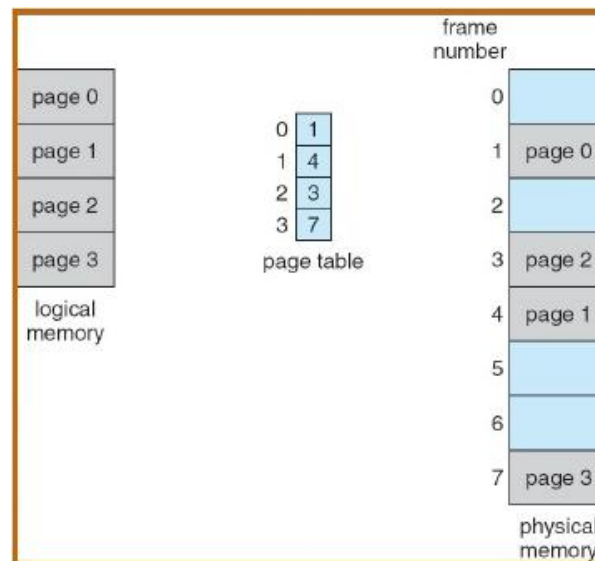 frame
number
page 0
page 1
page 2
page 3
logical
memory
0 1
1 4
2 3
3 7
page table
0
1 page 0
2
3 page 2
4 page 1
5
6
7 page 3
physical
memory